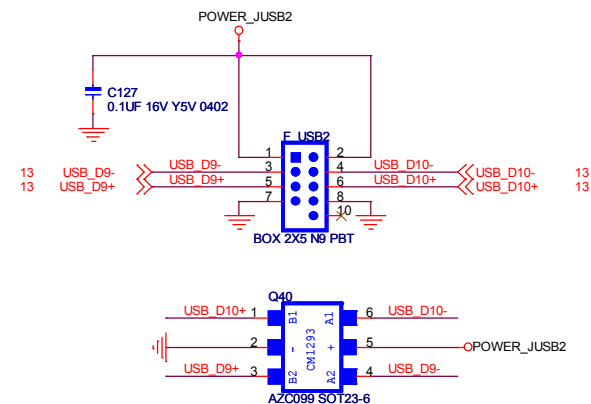 POWER_JUSB2
C127
0.1UF 16V Y5V 0402
F_USB2
1 2
13 USB_D9- USB_D9- 3 4 USB_D10- USB_D10- 13
13 USB_D9+ USB_D9+ 5 6 USB_D10+ USB_D10+ 13
7 8
10
BOX 2X5 N9 PBT
Q40
USB_D10+ 1 B1 A1 6 USB_D10-
2 - CM1293 + 5 POWER_JUSB2
USB_D9+ 3 B2 A2 4 USB_D9-
AZC099 SOT23-6